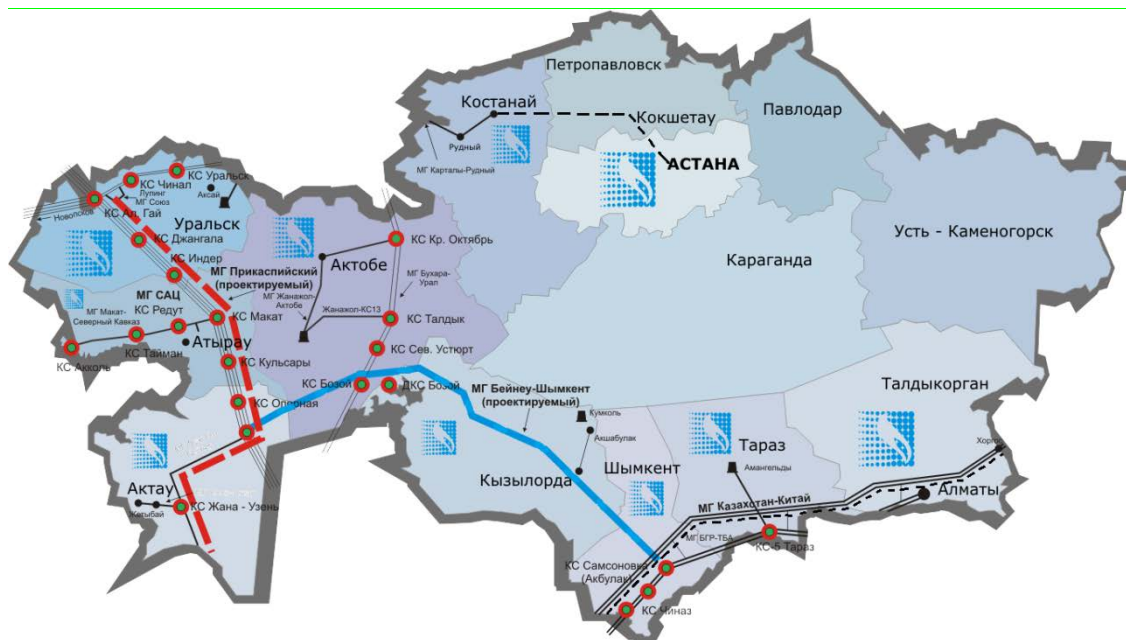 Петропавловск
Костанай
Кокшетау
Павлодар
Рудный
МГ Карталы-Рудный
АСТАНА
КС Уральск
КС Чинап
Лупинг
МГ Союз
Аксай
Новопсков
КС Ал. Гай
Уральск
КС Джангала
КС Индер
МГ Прикаспийский
(проектируемый)
Актобе
КС Кр. Октябрь
МГ Бухара-
Урал
Усть - Каменогорск
Караганда
МГ САЦ
МГ Макат-
Северный Кавказ
КС Редут
КС Макат
МГ Жанажол-
Актобе
Жанажол-КС13
КС Талдык
Атырау
КС Тайман
КС Акколь
КС Кульсары
КС Сев. Устюрт
КС Бозой
ДКС Бозой
КС Опорная
МГ Бейнеу-Шымкент
(проектируемый)
Талдыкорган
Кумколь
Акшабулак
Тараз
Амангельды
Шымкент
Кызылорда
Хоргос
Актау
Жетыбай
КС Жана - Узень
МГ Казахстан-Китай
Алматы
МГ БГР-ТБА
КС-5 Тараз
КС Самсоновка
(Акбулак)
КС Чиназ